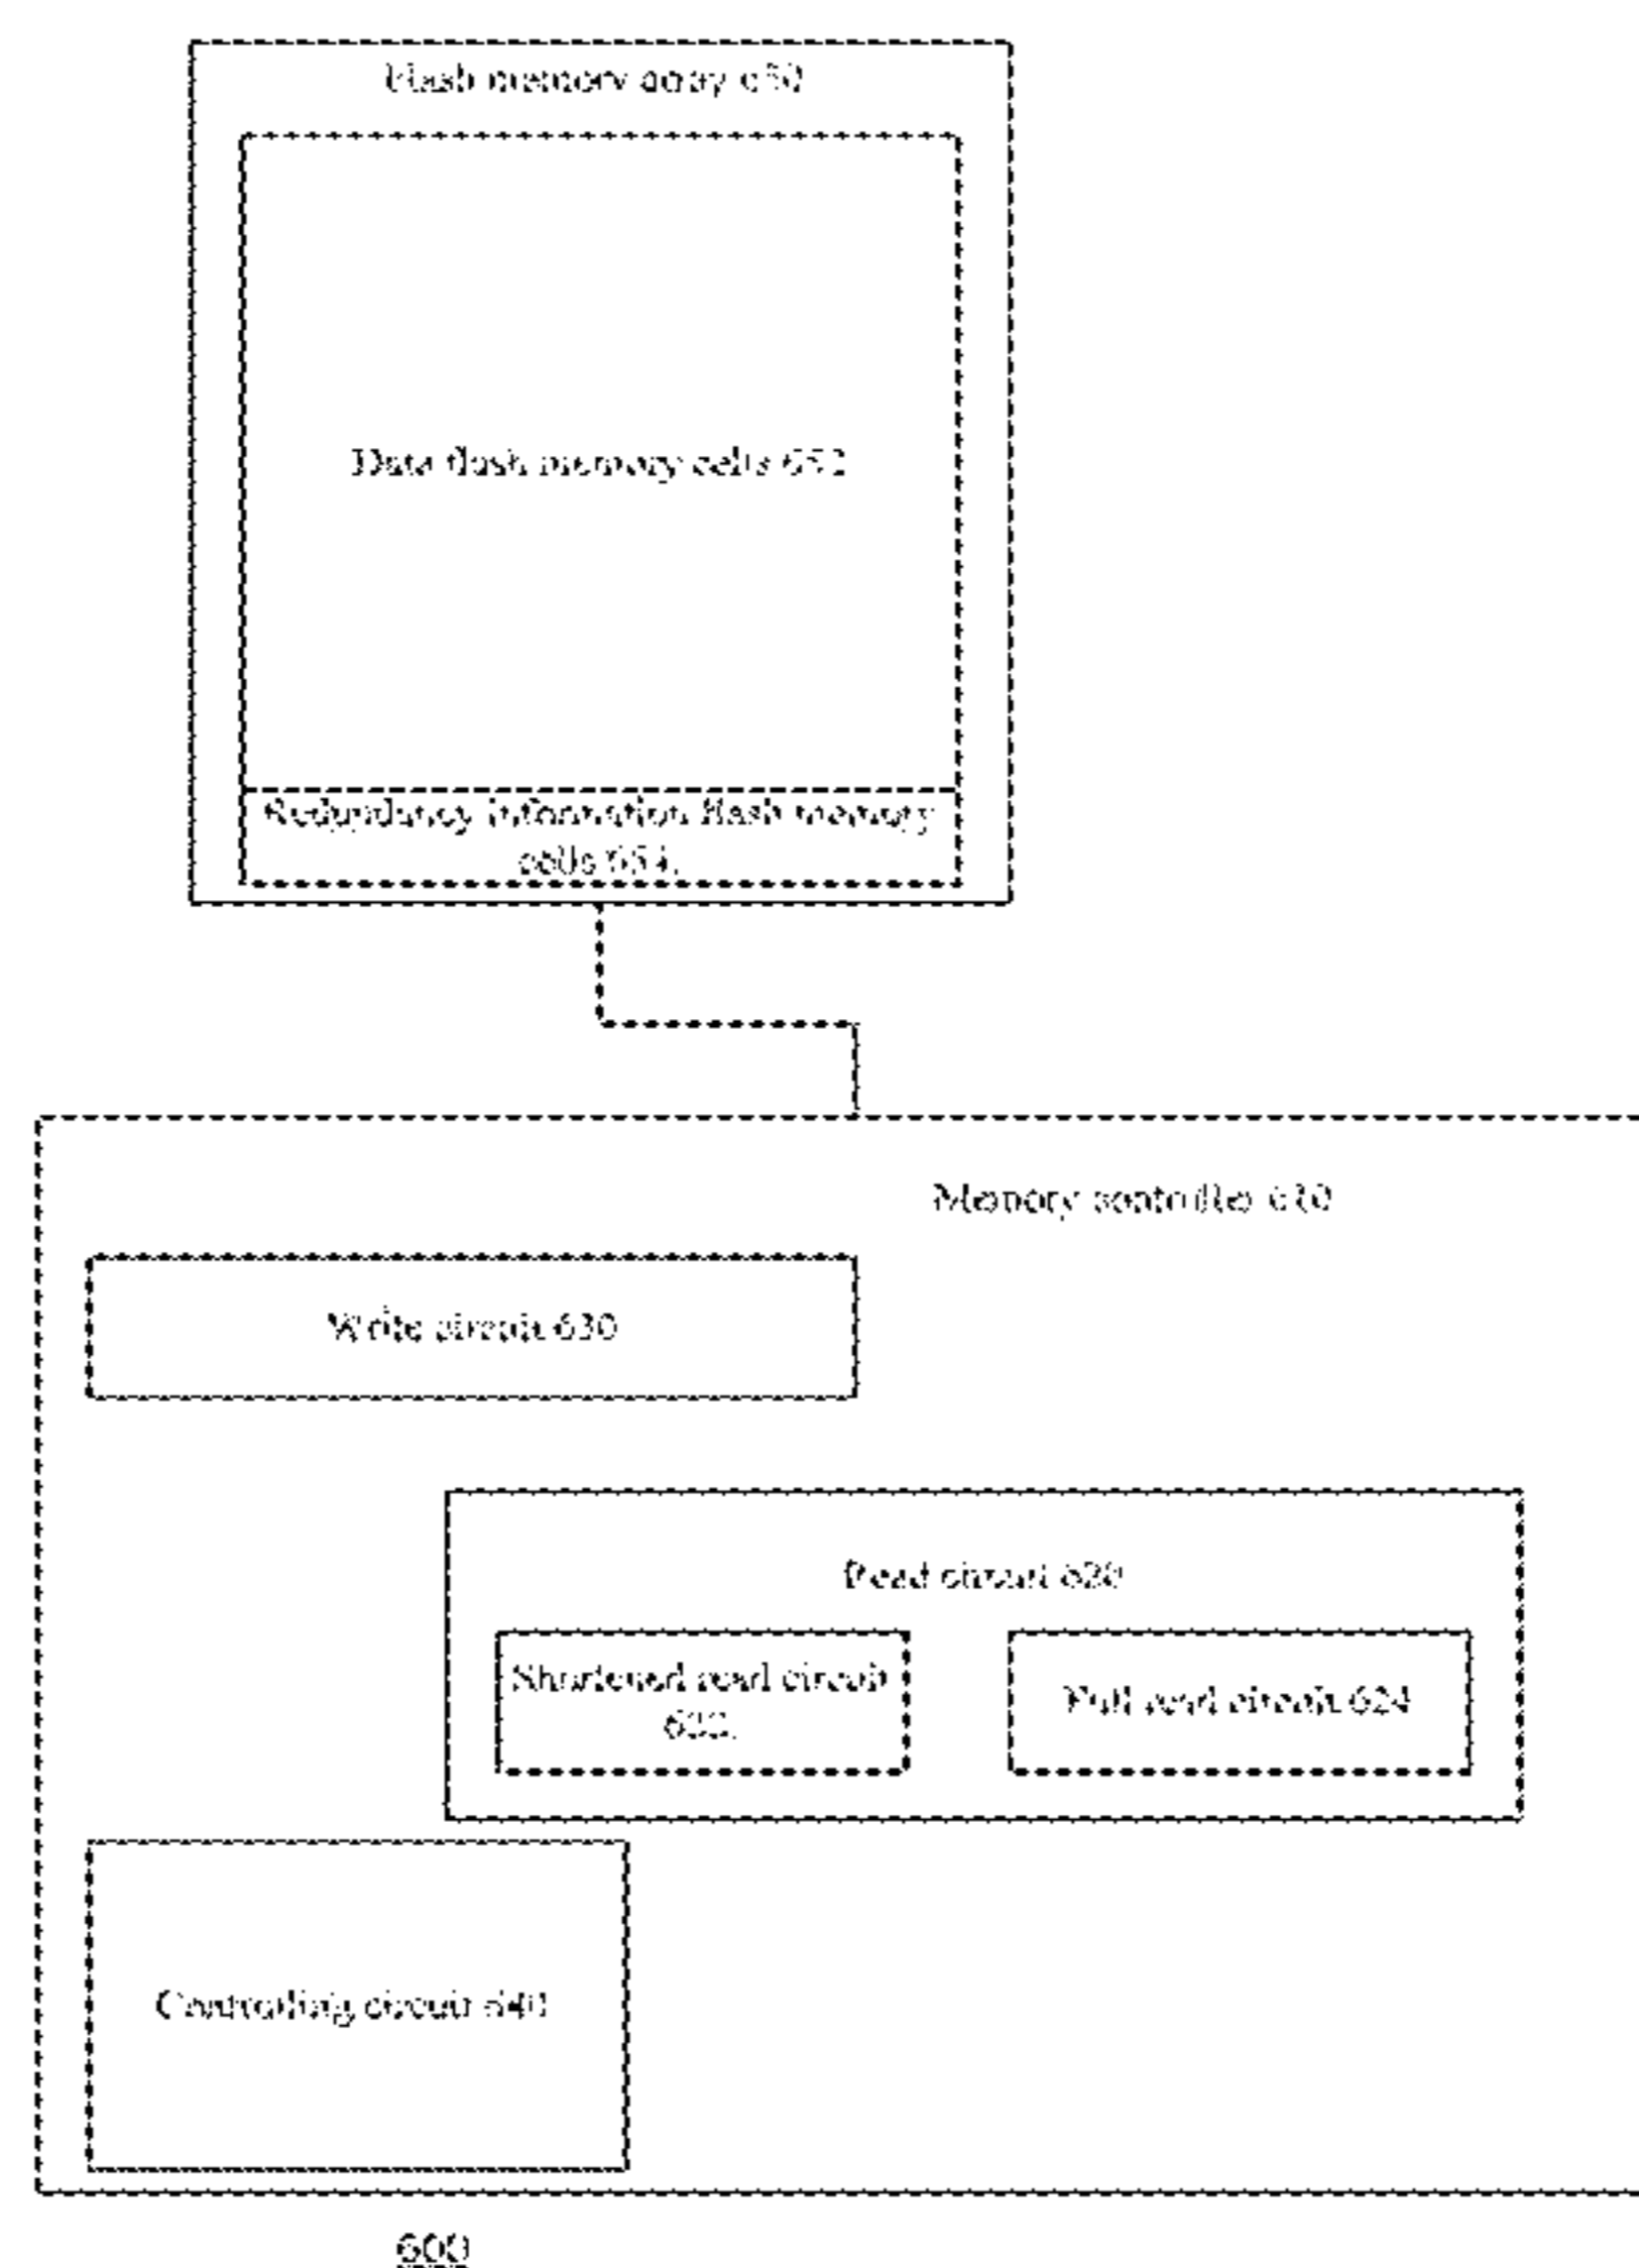 Flash memory array 650
Data flash memory cells 652
Redundancy information flash memory
cells 654.
Memory controller 610
Write circuit 630
Read circuit 620
Shortened read circuit
622.
Full read circuit 624
Controlling circuit 640
600